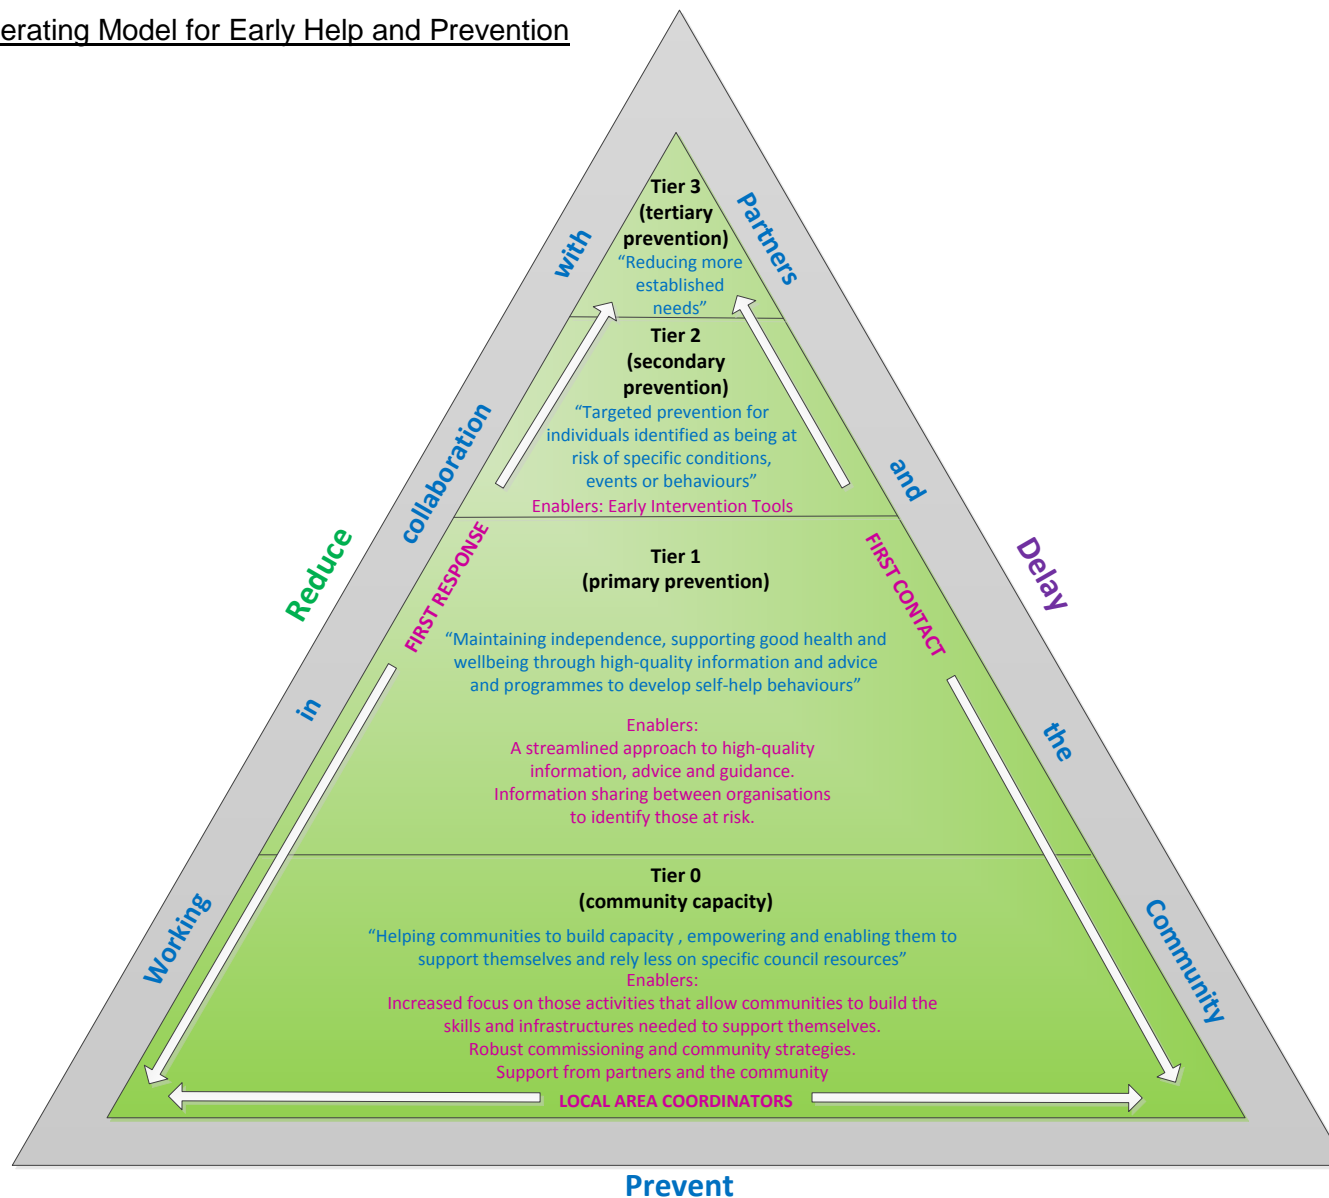 erating Model for Early Help and Prevention
Tier 3
(tertiary
prevention)
“Reducing more
established
needs”
Tier 2
(secondary
prevention)
“Targeted prevention for
individuals identified as being at
risk of specific conditions,
events or behaviours”
Enablers: Early Intervention Tools
Tier 1
(primary prevention)
“Maintaining independence, supporting good health and
wellbeing through high-quality information and advice
and programmes to develop self-help behaviours”
Enablers:
A streamlined approach to high-quality
information, advice and guidance.
Information sharing between organisations
to identify those at risk.
Tier 0
(community capacity)
“Helping communities to build capacity , empowering and enabling them to
support themselves and rely less on specific council resources”
Enablers:
Increased focus on those activities that allow communities to build the
skills and infrastructures needed to support themselves.
Robust commissioning and community strategies.
Support from partners and the community
LOCAL AREA COORDINATORS
FIRST RESPONSE
FIRST CONTACT
Working in collaboration with
Partners and the Community
Reduce
Delay
Prevent